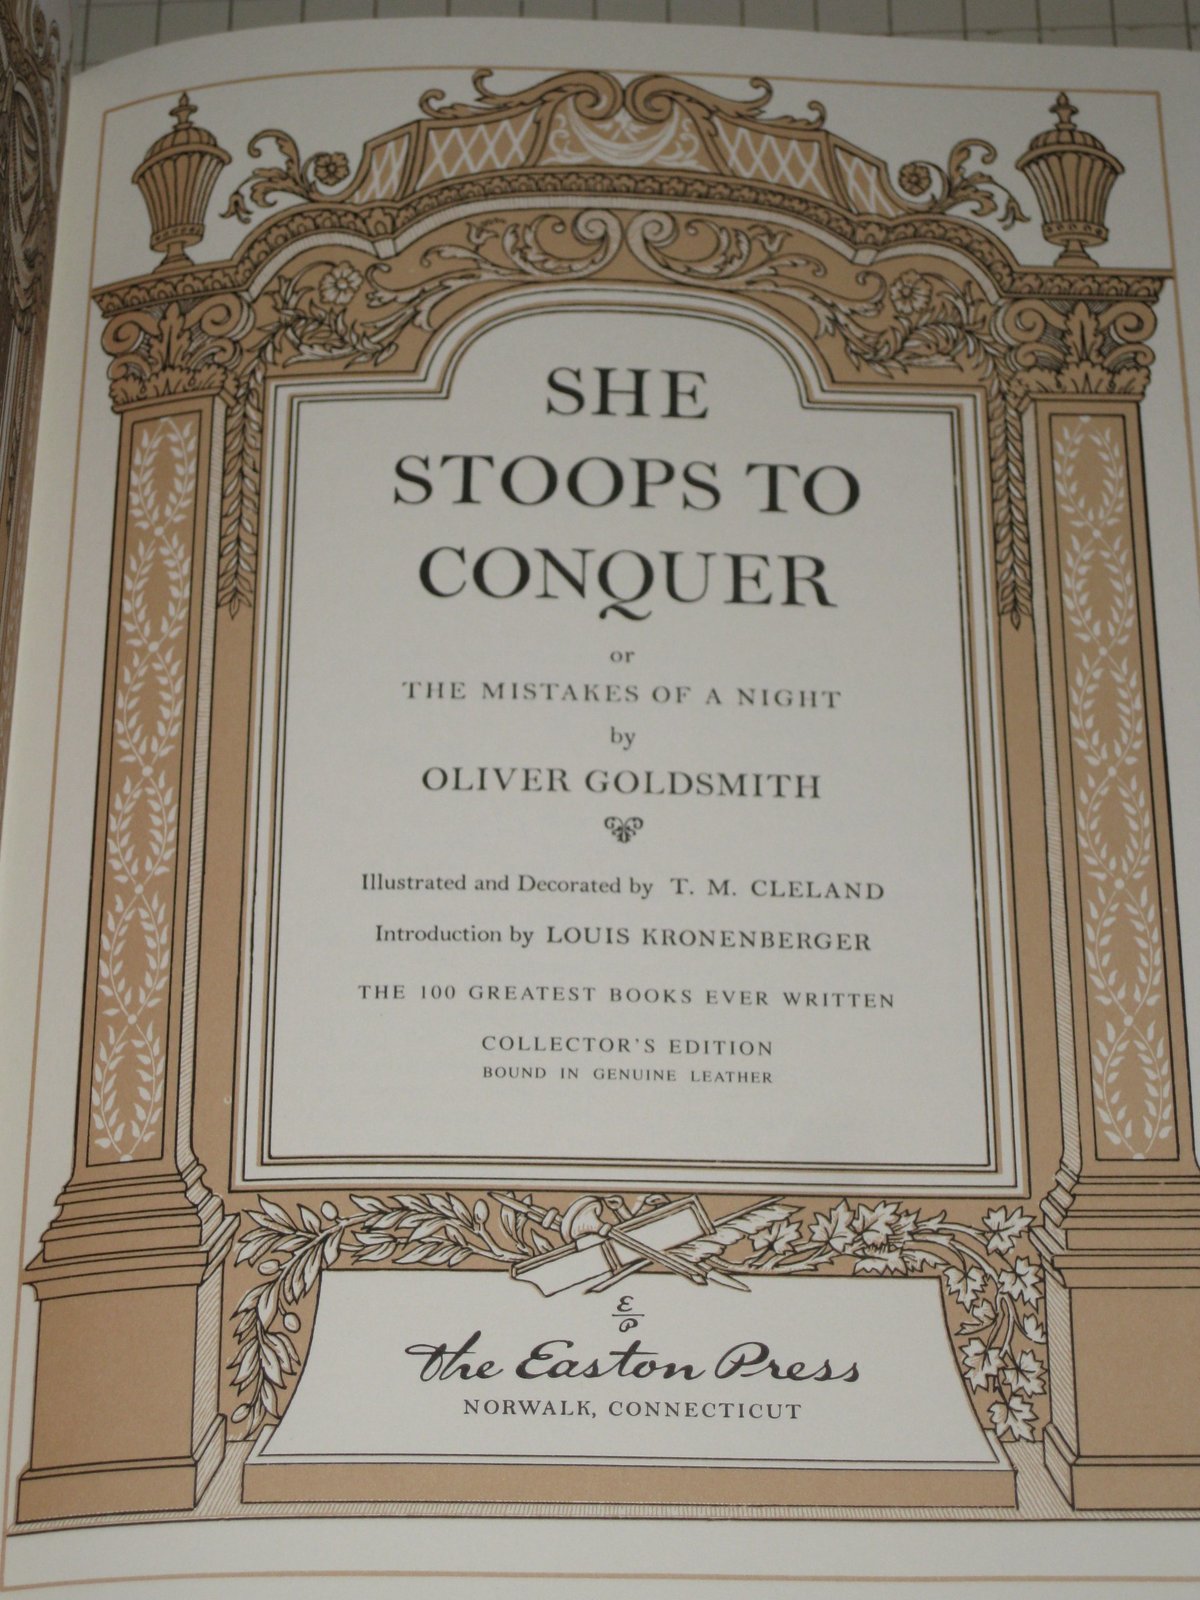 SHE
STOOPS TO
CONQUER
or
THE MISTAKES OF A NIGHT
by
OLIVER GOLDSMITH
Illustrated and Decorated by T. M. CLELAND
Introduction by LOUIS KRONENBERGER
THE 100 GREATEST BOOKS EVER WRITTEN
COLLECTOR'S EDITION
BOUND IN GENUINE LEATHER
E
P
The Easton Press
NORWALK, CONNECTICUT